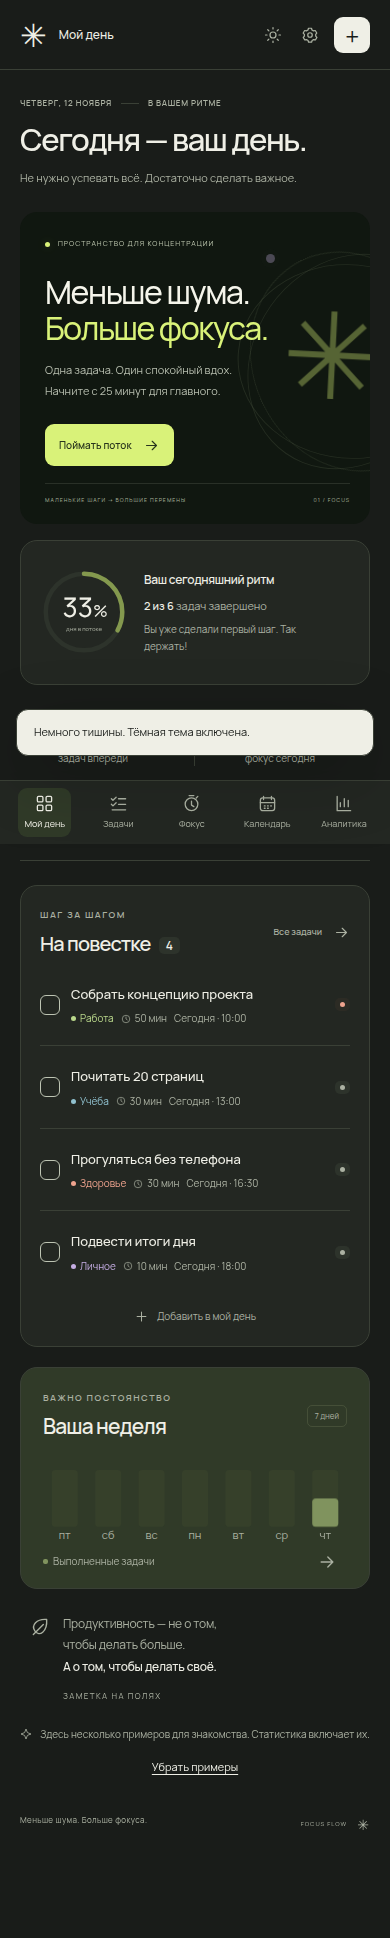 Мой день
ЧЕТВЕРГ, 12 НОЯБРЯ — В ВАШЕМ РИТМЕ
Сегодня — ваш день.
Не нужно успевать всё. Достаточно сделать важное.
ПРОСТРАНСТВО ДЛЯ КОНЦЕНТРАЦИИ
Меньше шума.
Больше фокуса.
Одна задача. Один спокойный вдох.
Начните с 25 минут для главного.
Поймать поток →
МАЛЕНЬКИЕ ШАГИ → БОЛЬШИЕ ПЕРЕМЕНЫ 01 / FOCUS
Ваш сегодняшний ритм
33%
дня в потоке
2 из 6 задач завершено
Вы уже сделали первый шаг. Так
держать!
Немного тишины. Тёмная тема включена.
задач впереди фокус сегодня
Мой день Задачи Фокус Календарь Аналитика
ШАГ ЗА ШАГОМ
На повестке 4
Все задачи →
Собрать концепцию проекта
Работа 50 мин Сегодня · 10:00
Почитать 20 страниц
Учёба 30 мин Сегодня · 13:00
Прогуляться без телефона
Здоровье 30 мин Сегодня · 16:30
Подвести итоги дня
Личное 10 мин Сегодня · 18:00
+ Добавить в мой день
ВАЖНО ПОСТОЯНСТВО
Ваша неделя
7 дней
пт сб вс пн вт ср чт
Выполненные задачи →
Продуктивность — не о том,
чтобы делать больше.
А о том, чтобы делать своё.
ЗАМЕТКА НА ПОЛЯХ
Здесь несколько примеров для знакомства. Статистика включает их.
Убрать примеры
Меньше шума. Больше фокуса. FOCUS FLOW